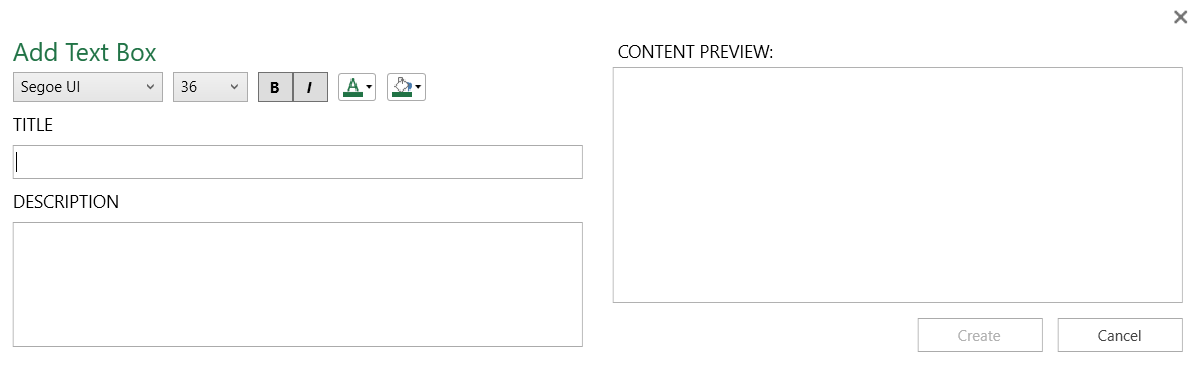 Add Text Box
Segoe UI 36 B I A
TITLE
DESCRIPTION
CONTENT PREVIEW:
Create Cancel